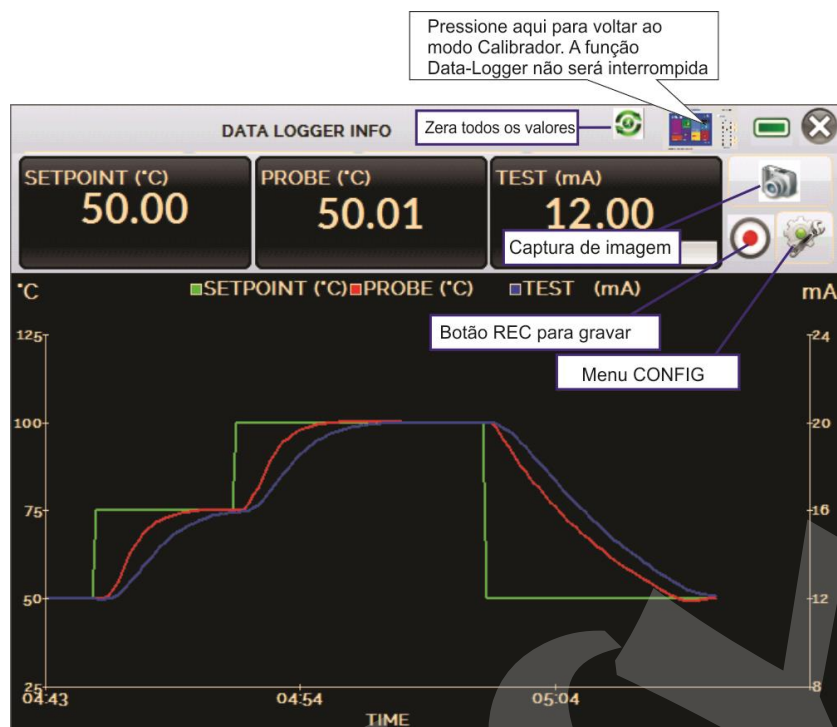 Pressione aqui para voltar ao
modo Calibrador. A função
Data-Logger não será interrompida
DATA LOGGER INFO
Zera todos os valores
SETPOINT (°C)
50.00
PROBE (°C)
50.01
TEST (mA)
12.00
Captura de imagem
°C
SETPOINT (°C) PROBE (°C) TEST (mA)
mA
Botão REC para gravar
Menu CONFIG
125
24
100
20
75
16
50
12
25
8
04:43 04:54 05:04
TIME